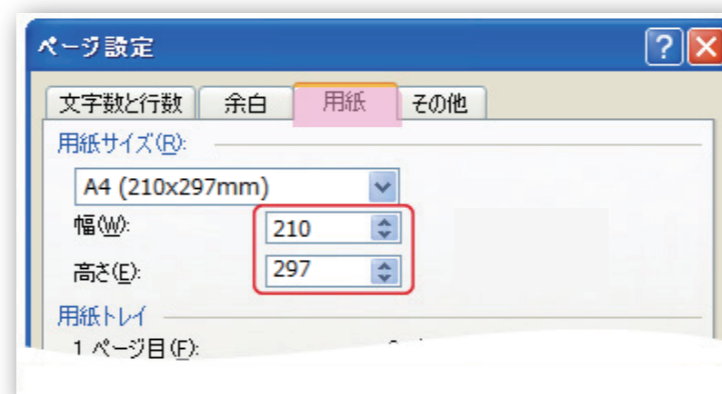 ページ設定
文字数と行数 余白 用紙 その他
用紙サイズ(R):
A4 (210x297mm)
幅(W): 210
高さ(E): 297
用紙トレイ
1 ページ目(F):